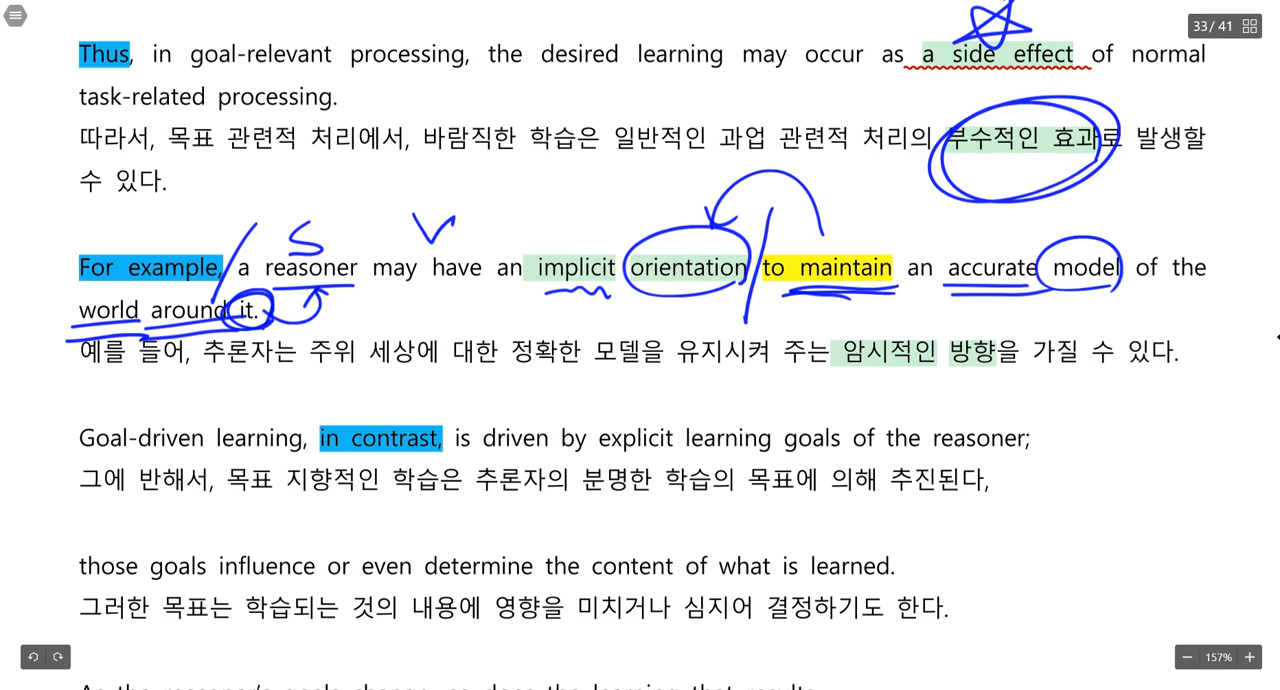 33 / 41
Thus, in goal-relevant processing, the desired learning may occur as a side effect of normal
task-related processing.
따라서, 목표 관련적 처리에서, 바람직한 학습은 일반적인 과업 관련적 처리의 부수적인 효과로 발생할
수 있다.
S V
For example, a reasoner may have an implicit orientation to maintain an accurate model of the
world around it.
예를 들어, 추론자는 주위 세상에 대한 정확한 모델을 유지시켜 주는 암시적인 방향을 가질 수 있다.
Goal-driven learning, in contrast, is driven by explicit learning goals of the reasoner;
그에 반해서, 목표 지향적인 학습은 추론자의 분명한 학습의 목표에 의해 추진된다,
those goals influence or even determine the content of what is learned.
그러한 목표는 학습되는 것의 내용에 영향을 미치거나 심지어 결정하기도 한다.
157%
As the reasoner's goals change, so does the learning that results